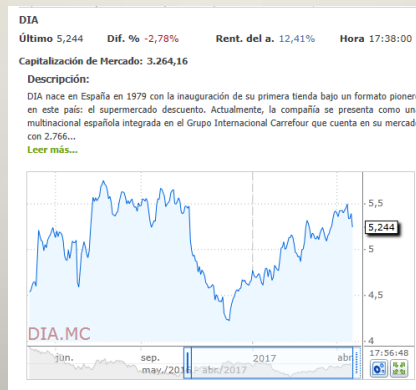 DIA
Último 5,244 Dif. % -2,78% Rent. del a. 12,41% Hora 17:38:00
Capitalización de Mercado: 3.264,16
Descripción:
DIA nace en España en 1979 con la inauguración de su primera tienda bajo un formato pionero
en este país: el supermercado descuento. Actualmente, la compañía se presenta como una
multinacional española integrada en el Grupo Internacional Carrefour que cuenta en su mercado
con 2.766...
Leer más...
5,5
5,244
5
4,5
4
DIA.MC
jun. sep. 2017 abr
may./2016 - abr./2017
17:56:48